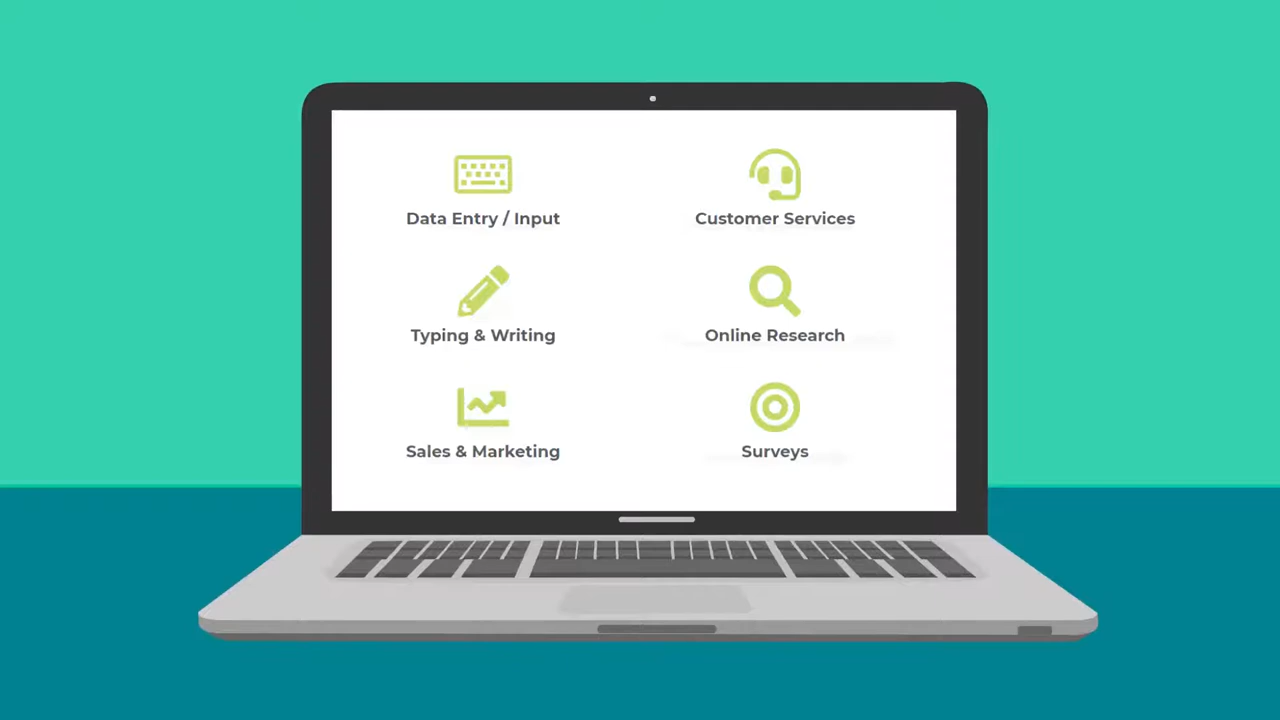 Data Entry / Input
Customer Services
Typing & Writing
Online Research
Sales & Marketing
Surveys